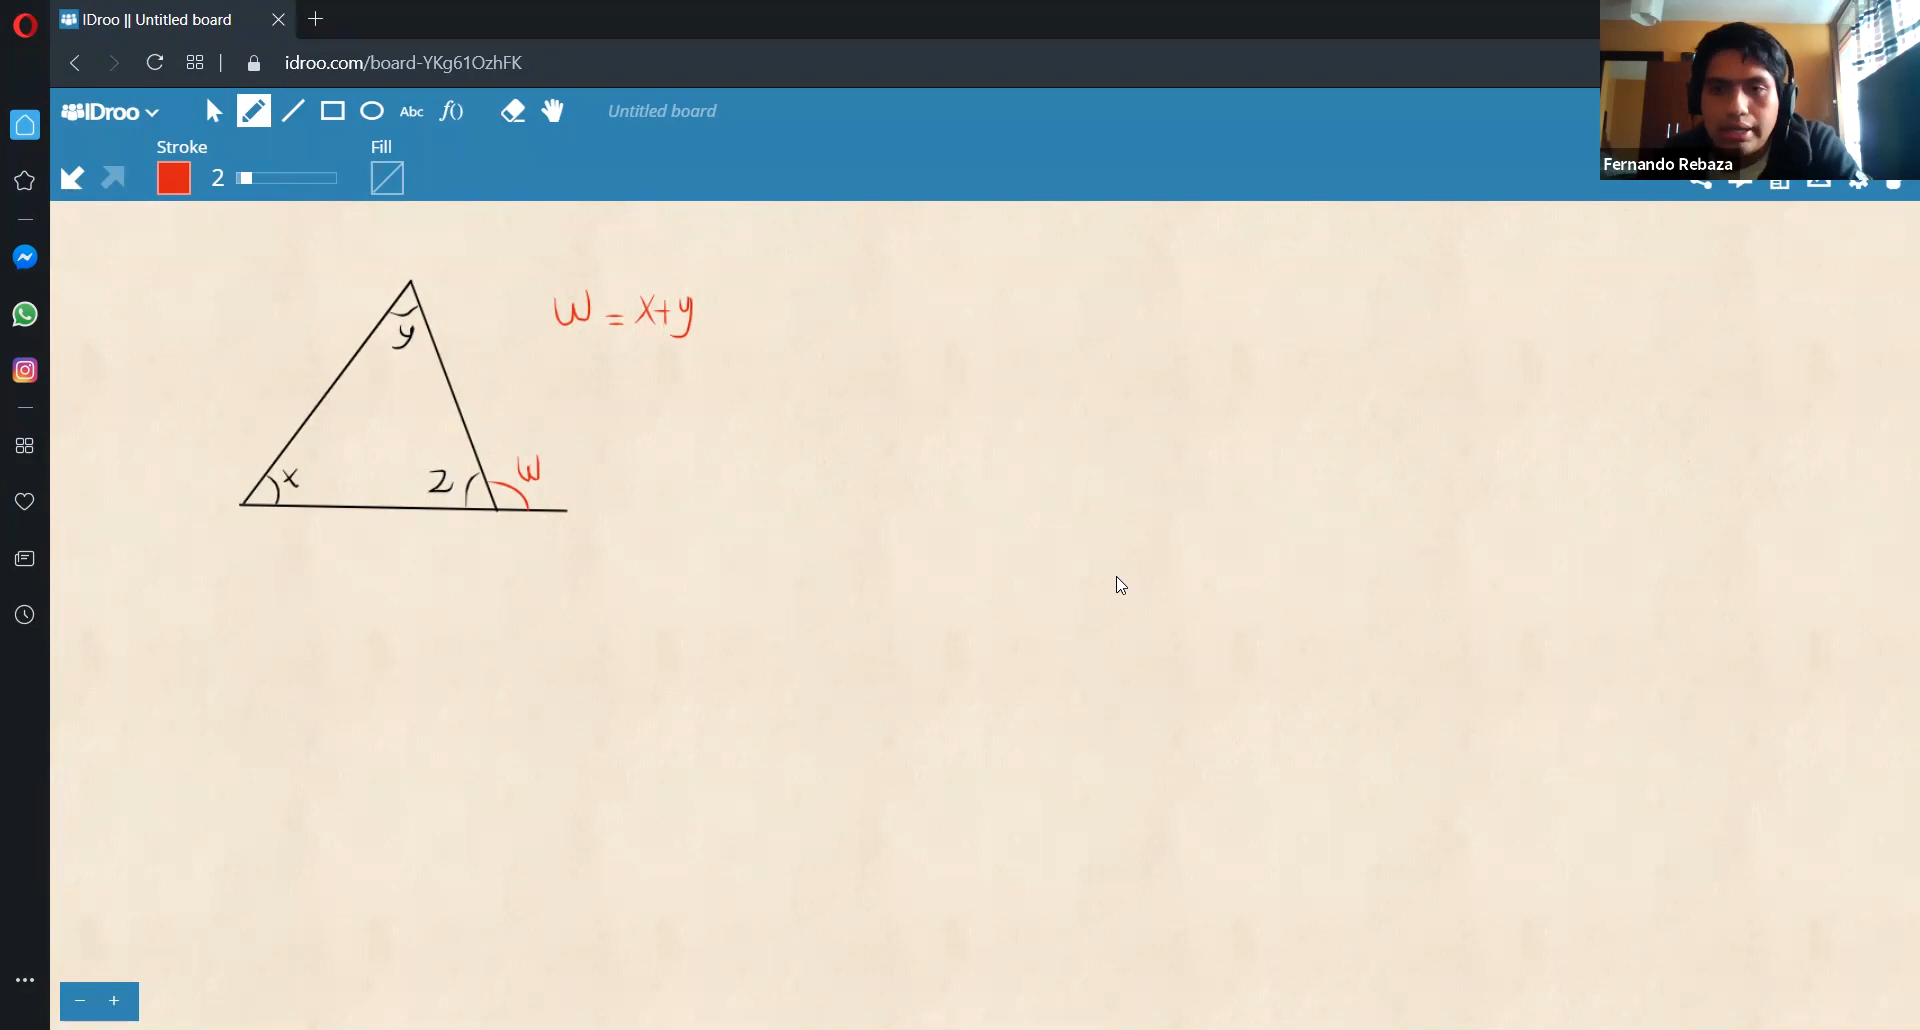 IDroo || Untitled board
idroo.com/board-YKg61OzhFK
IDroo
Abc
f()
Untitled board
Stroke
2
Fill
Fernando Rebaza
y
w = x+y
x
z
w